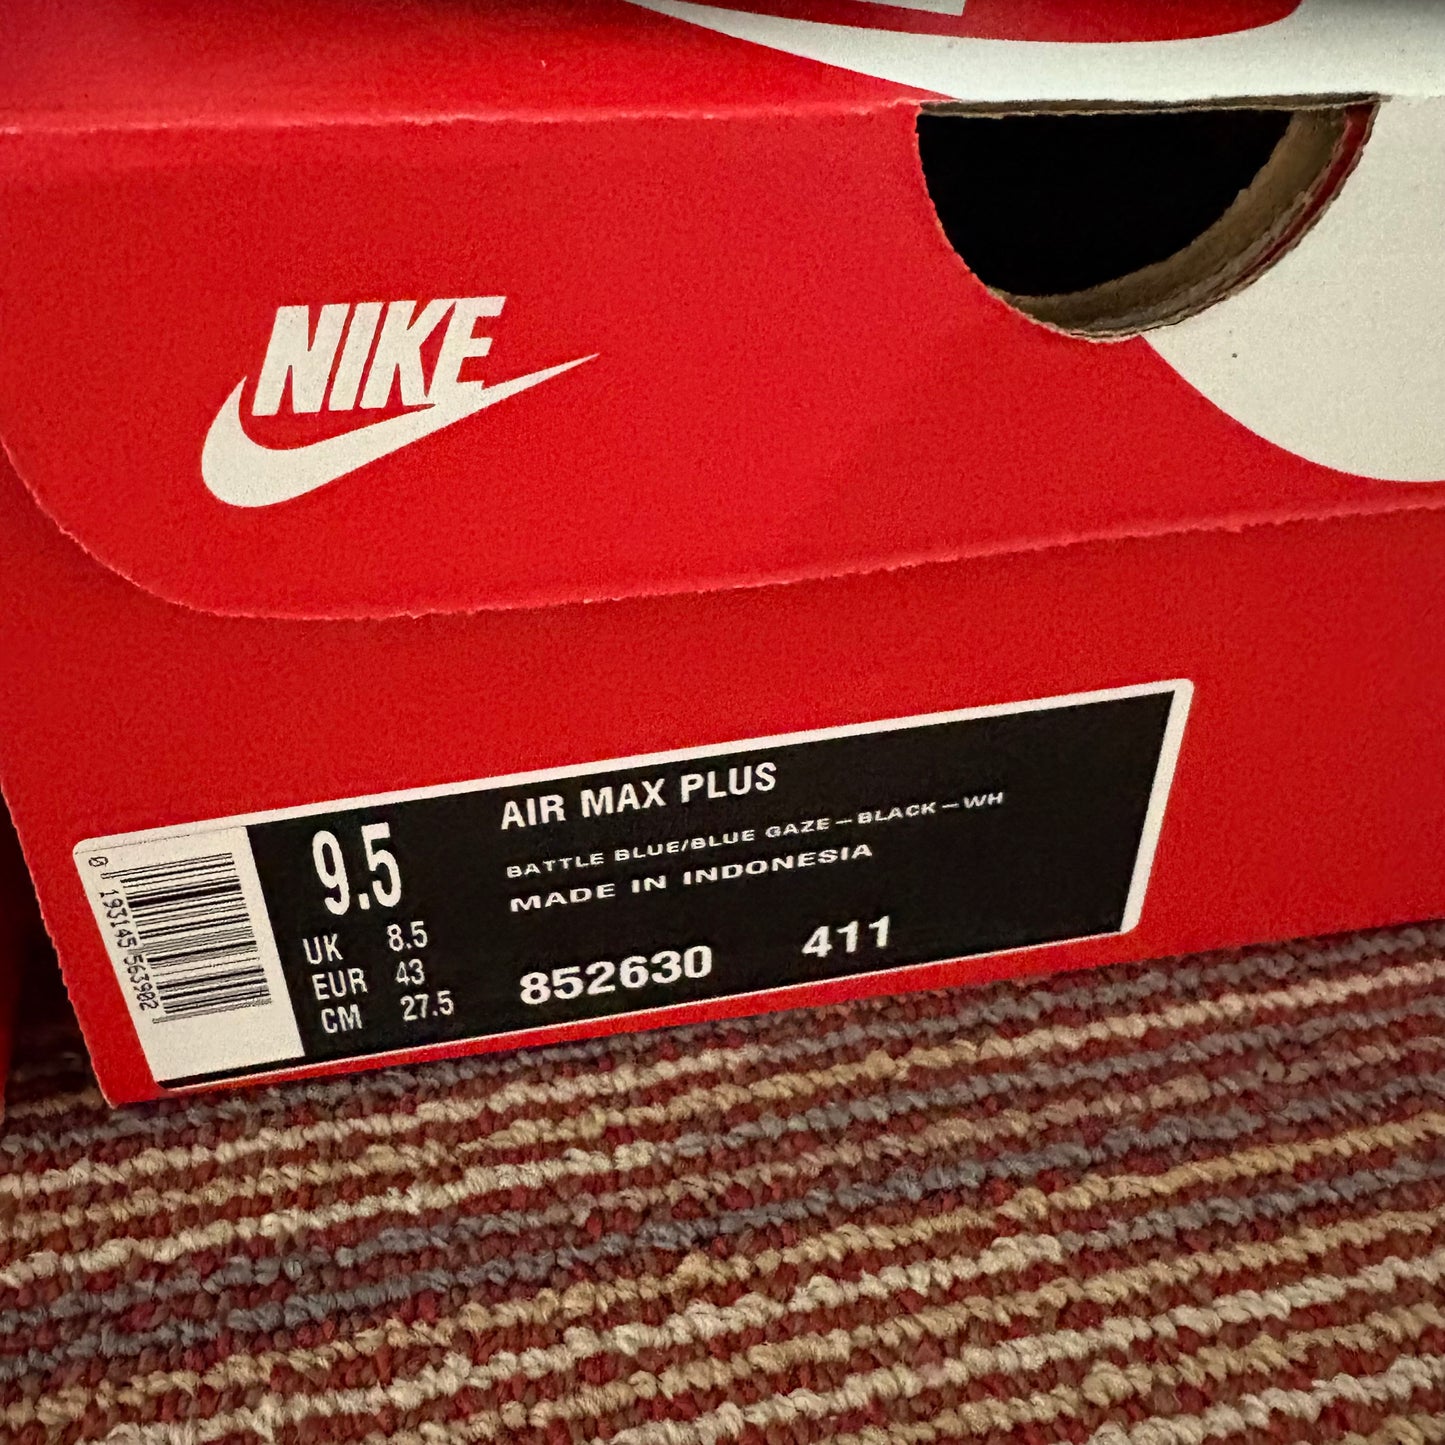 NIKE
AIR MAX PLUS
BATTLE BLUE/BLUE GAZE-BLACK-WH
MADE IN INDONESIA
852630 411
9.5
UK 8.5
EUR 43
CM 27.5
0 193145 563902